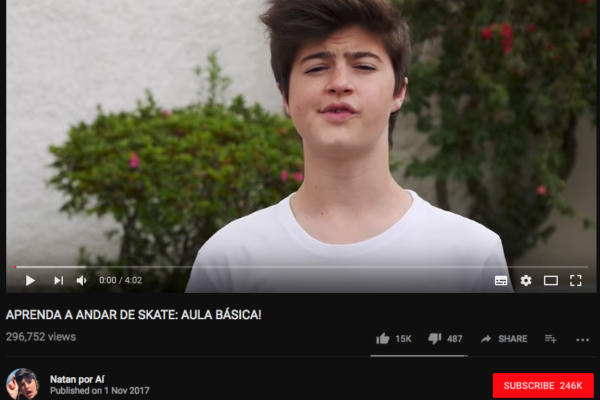 0:00 / 4:02
APRENDA A ANDAR DE SKATE: AULA BÁSICA!
296,752 views
15K 487 SHARE
Natan por Aí
Published on 1 Nov 2017
SUBSCRIBE 246K